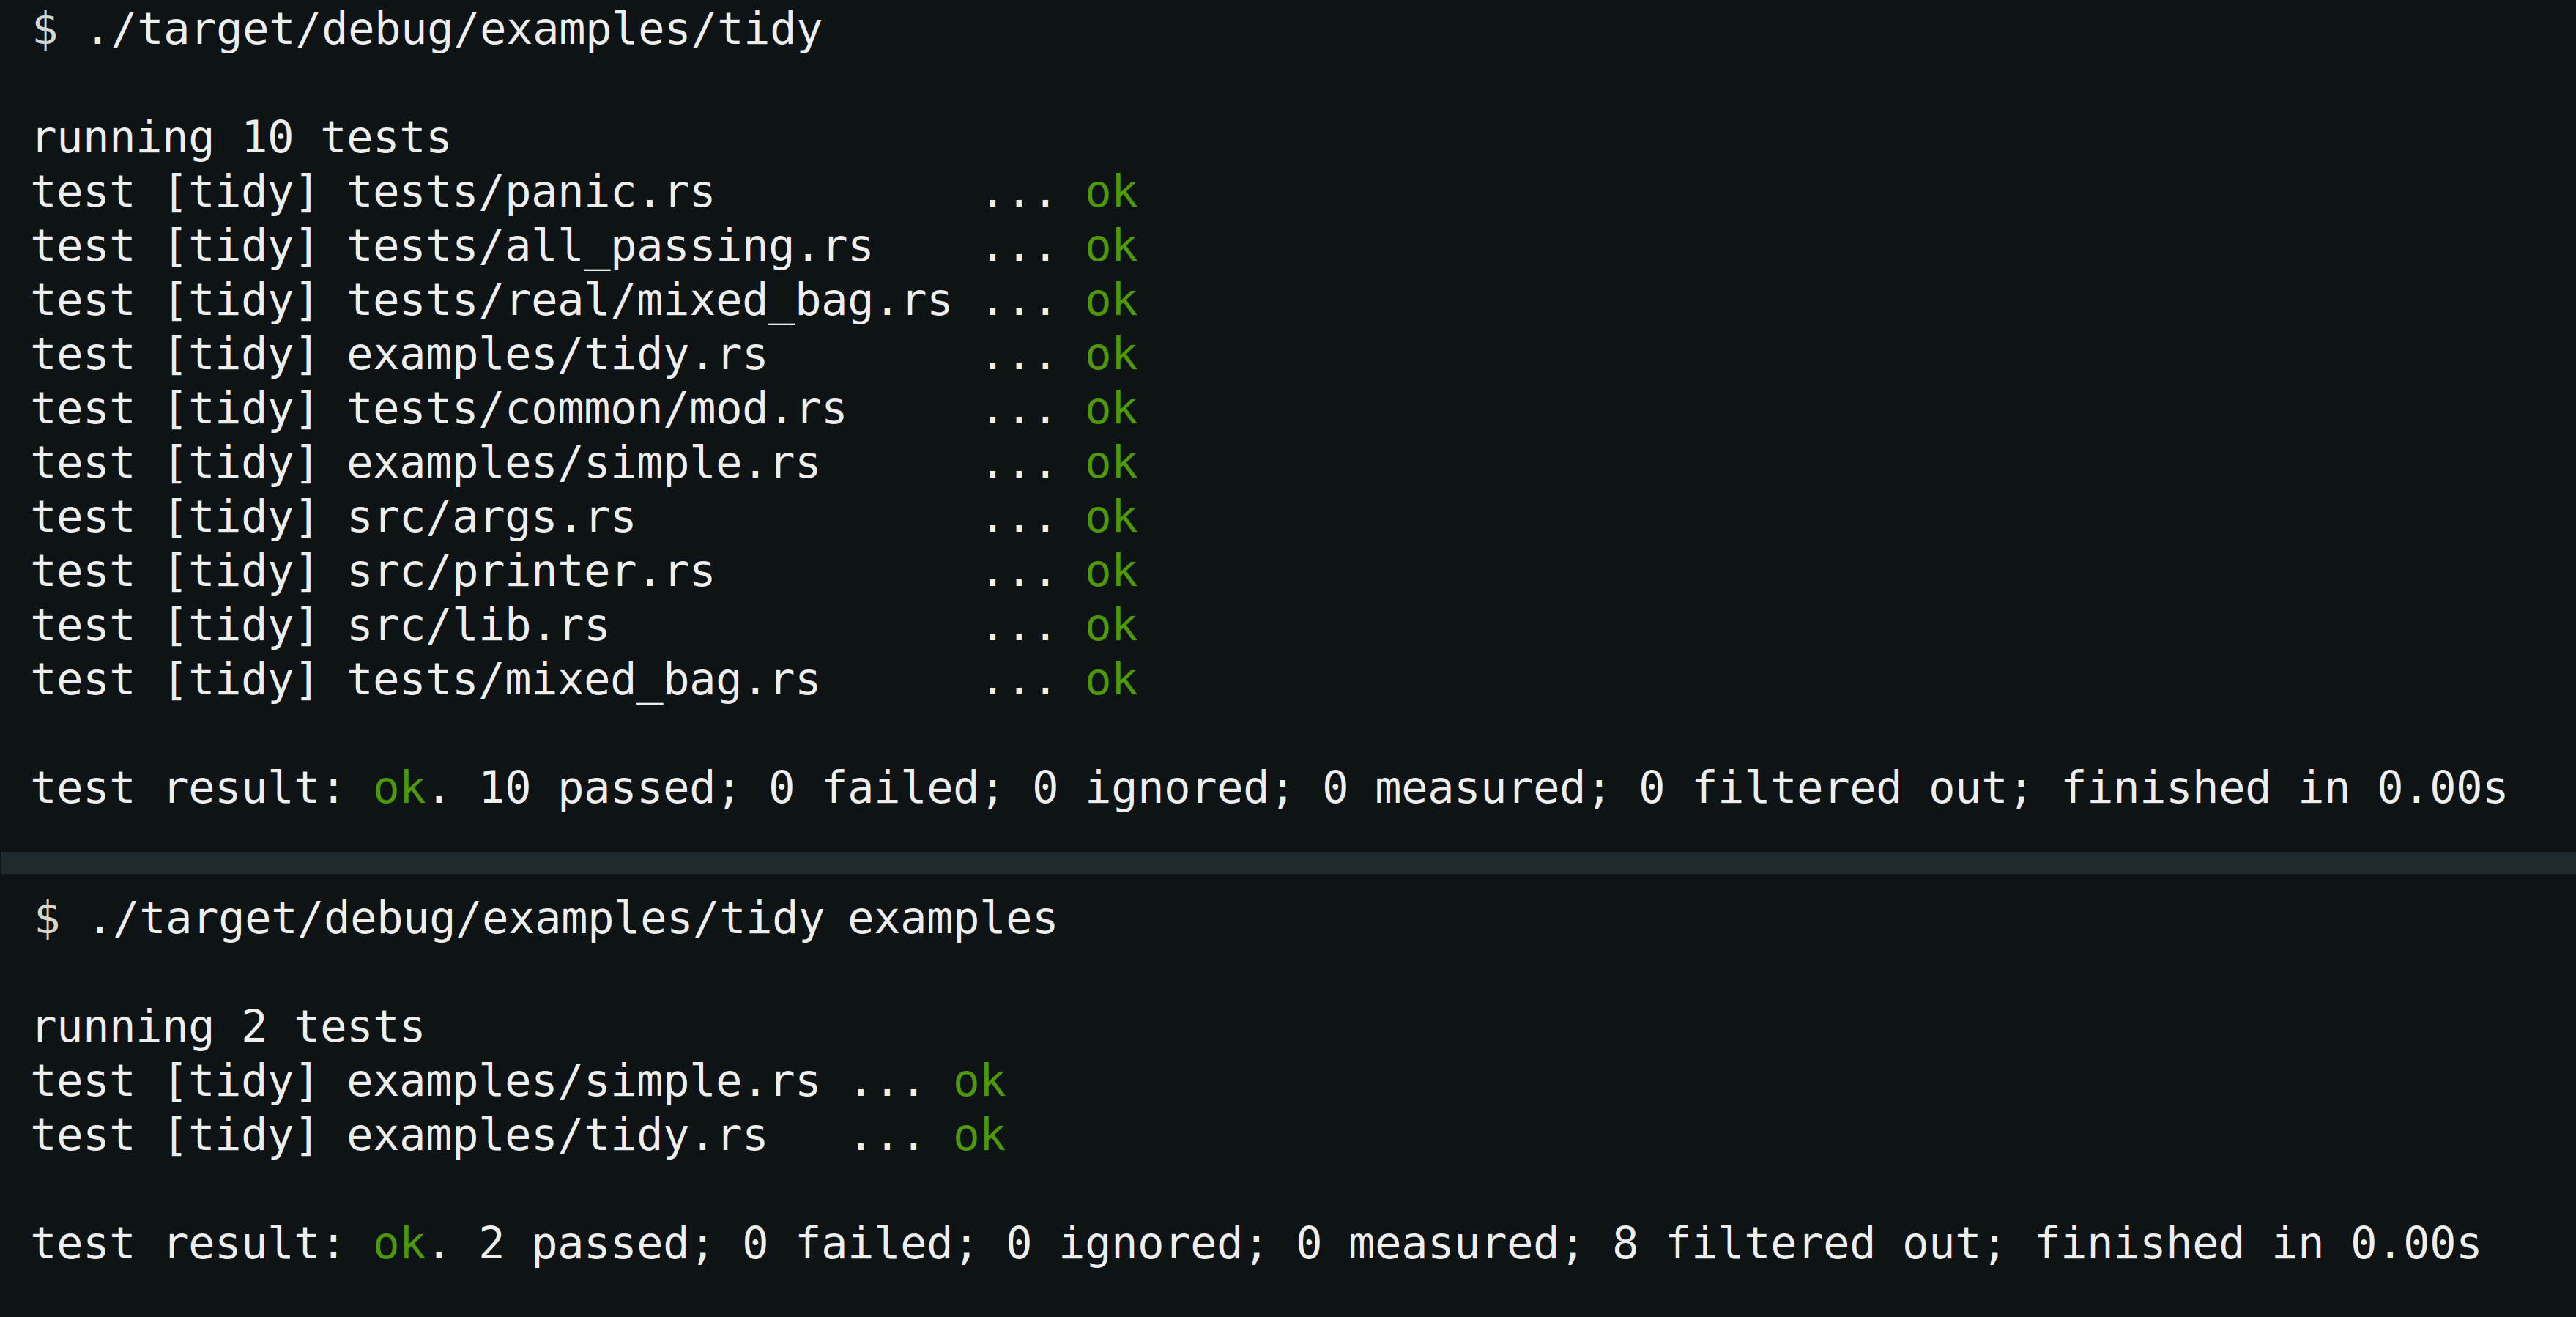 $ ./target/debug/examples/tidy
running 10 tests
test [tidy] tests/panic.rs          ... ok
test [tidy] tests/all_passing.rs    ... ok
test [tidy] tests/real/mixed_bag.rs ... ok
test [tidy] examples/tidy.rs        ... ok
test [tidy] tests/common/mod.rs     ... ok
test [tidy] examples/simple.rs      ... ok
test [tidy] src/args.rs             ... ok
test [tidy] src/printer.rs          ... ok
test [tidy] src/lib.rs              ... ok
test [tidy] tests/mixed_bag.rs      ... ok
test result: ok. 10 passed; 0 failed; 0 ignored; 0 measured; 0 filtered out; finished in 0.00s
$ ./target/debug/examples/tidy examples
running 2 tests
test [tidy] examples/simple.rs ... ok
test [tidy] examples/tidy.rs   ... ok
test result: ok. 2 passed; 0 failed; 0 ignored; 0 measured; 8 filtered out; finished in 0.00s